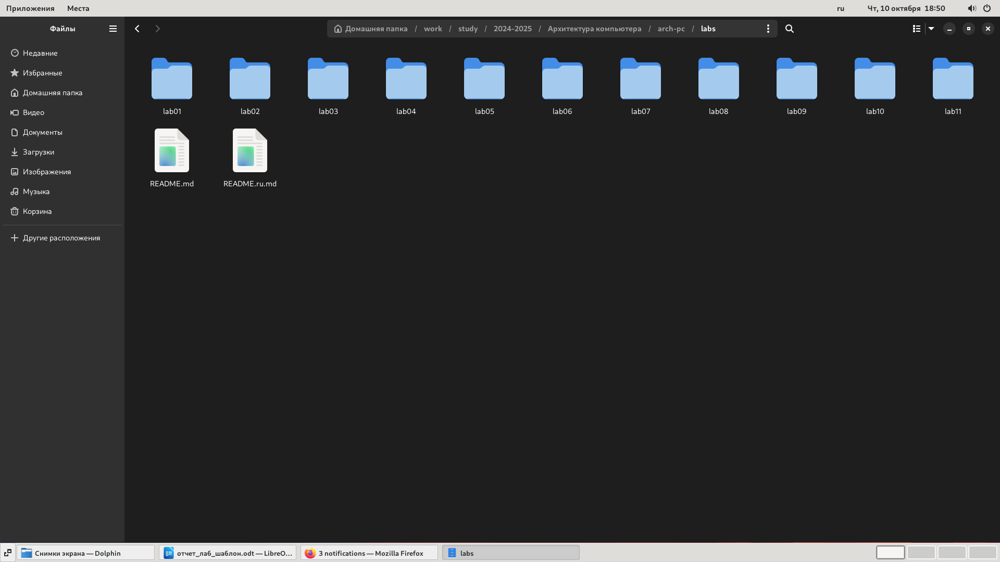 Приложения Места ru Чт, 10 октября 18:50
Файлы Домашняя папка / work / study / 2024-2025 / Архитектура компьютера / arch-pc / labs
Недавние
Избранные
Домашняя папка
Видео
Документы
Загрузки
Изображения
Музыка
Корзина
Другие расположения
lab01 lab02 lab03 lab04 lab05 lab06 lab07 lab08 lab09 lab10 lab11
README.md README.ru.md
Снимки экрана — Dolphin отчет_лаб_шаблон.odt — LibreO... 3 notifications — Mozilla Firefox labs